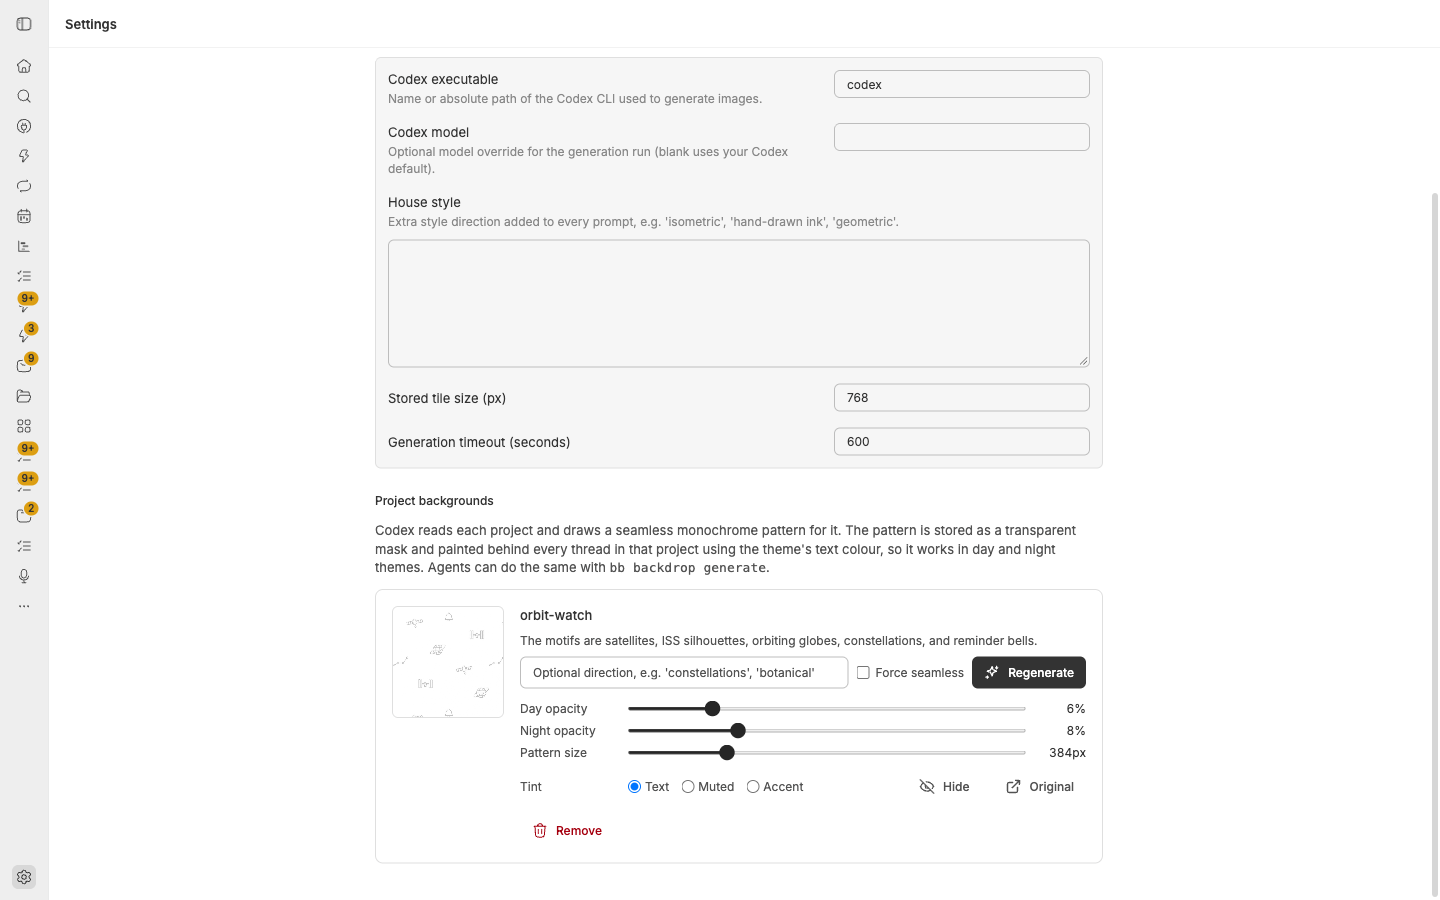 Settings
Codex executable
codex
Name or absolute path of the Codex CLI used to generate images.
Codex model
Optional model override for the generation run (blank uses your Codex
default).
House style
Extra style direction added to every prompt, e.g. 'isometric', 'hand-drawn ink', 'geometric'.
9+
3
9
Stored tile size (px)
768
Generation timeout (seconds)
600
9+
9+
2
Project backgrounds
Codex reads each project and draws a seamless monochrome pattern for it. The pattern is stored as a transparent
mask and painted behind every thread in that project using the theme's text colour, so it works in day and night
themes. Agents can do the same with bb backdrop generate.
orbit-watch
The motifs are satellites, ISS silhouettes, orbiting globes, constellations, and reminder bells.
Optional direction, e.g. 'constellations', 'botanical'
Force seamless
Regenerate
Day opacity
6%
Night opacity
8%
Pattern size
384px
Tint
Text
Muted
Accent
Hide
Original
Remove